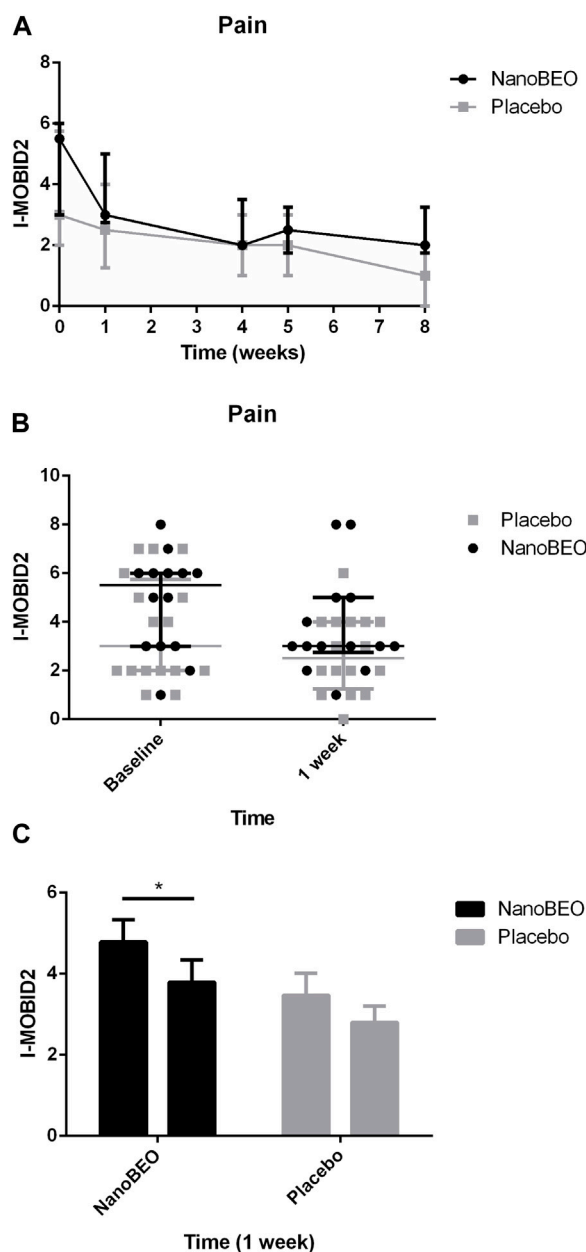 A
Pain
8
6
4
2
0
I-MOBID2
0 1 2 3 4 5 6 7 8
Time (weeks)
NanoBEO
Placebo
B
Pain
10
8
6
4
2
0
I-MOBID2
Baseline
1 week
Time
Placebo
NanoBEO
C
6
4
2
0
I-MOBID2
*
NanoBEO
Placebo
Time (1 week)
NanoBEO
Placebo